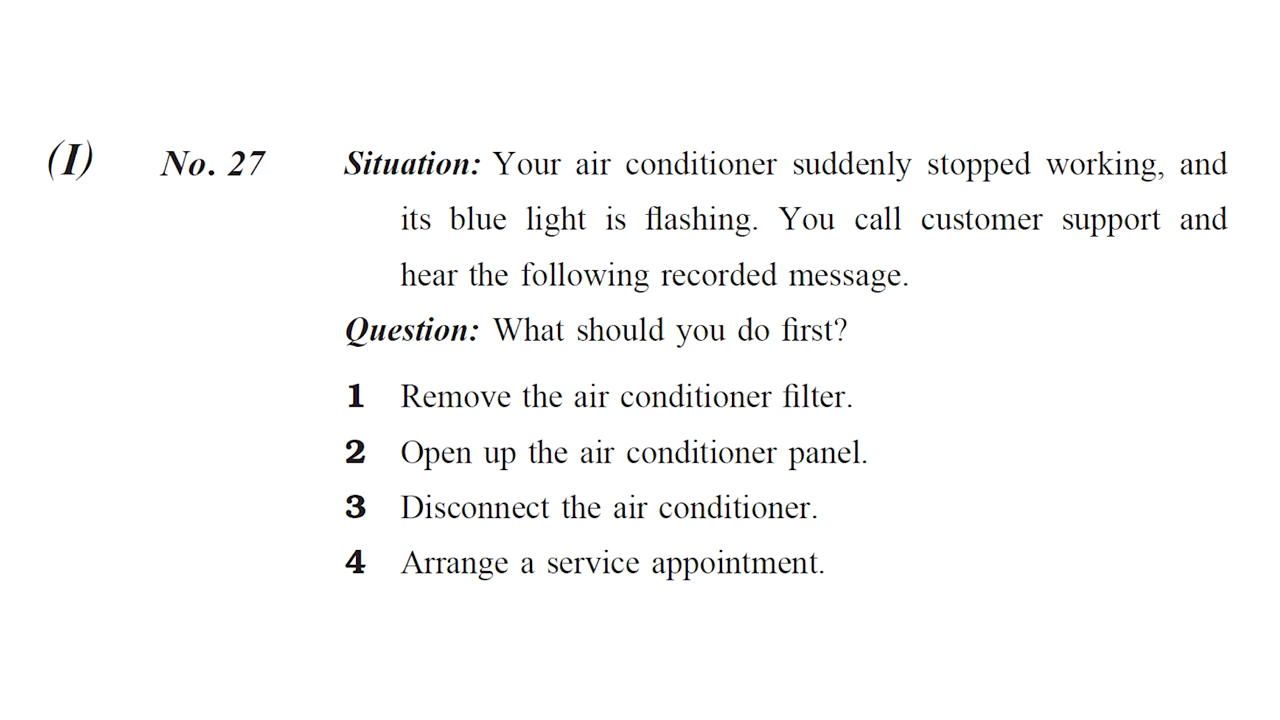 (I) No. 27 Situation: Your air conditioner suddenly stopped working, and
its blue light is flashing. You call customer support and
hear the following recorded message.
Question: What should you do first?
1 Remove the air conditioner filter.
2 Open up the air conditioner panel.
3 Disconnect the air conditioner.
4 Arrange a service appointment.